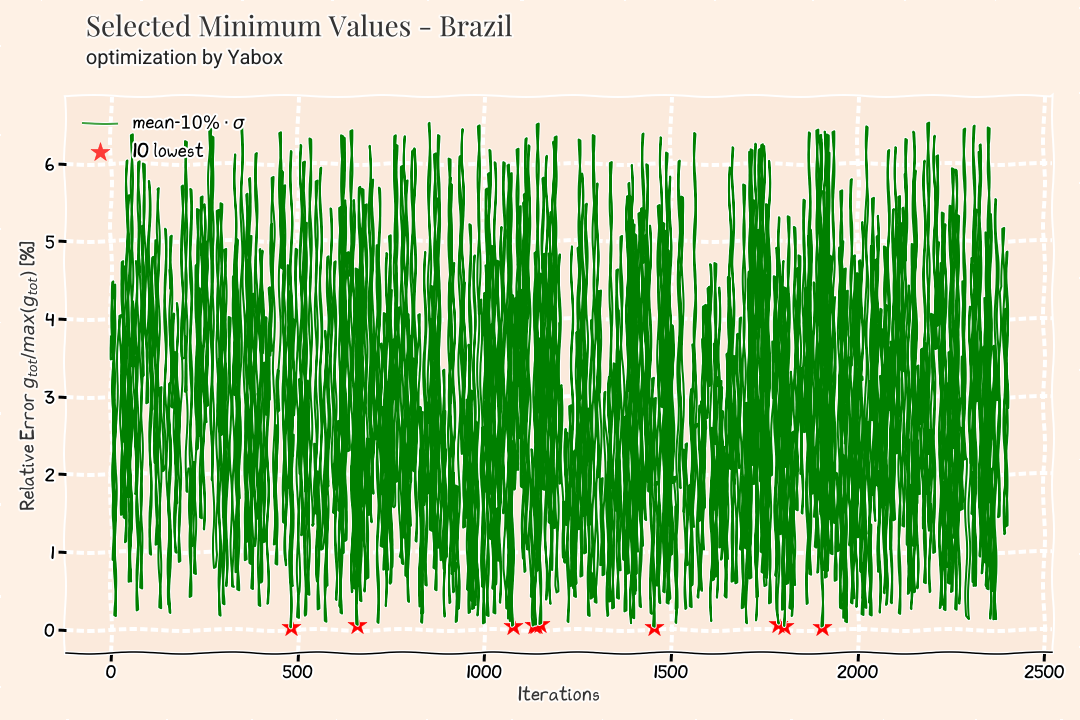 Selected Minimum Values - Brazil
optimization by Yabox
mean-10% · σ
10 lowest
Relative Error g_tot/max(g_tot) [%]
6
5
4
3
2
1
0
0 500 1000 1500 2000 2500
Iterations